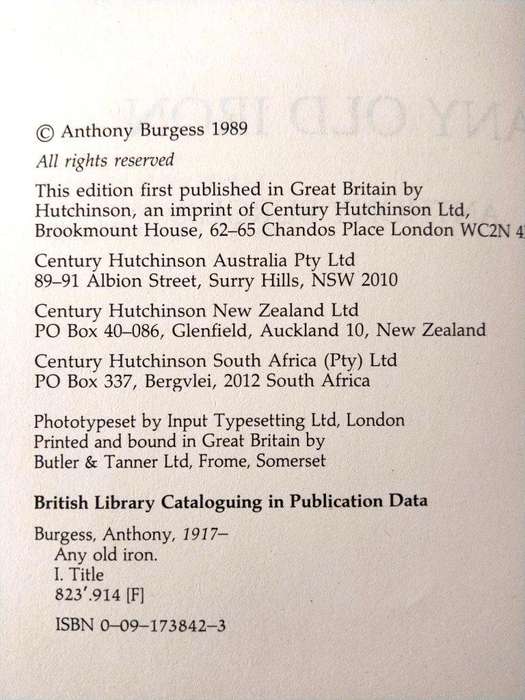 © Anthony Burgess 1989
All rights reserved
This edition first published in Great Britain by
Hutchinson, an imprint of Century Hutchinson Ltd,
Brookmount House, 62–65 Chandos Place London WC2N 4
Century Hutchinson Australia Pty Ltd
89–91 Albion Street, Surry Hills, NSW 2010
Century Hutchinson New Zealand Ltd
PO Box 40–086, Glenfield, Auckland 10, New Zealand
Century Hutchinson South Africa (Pty) Ltd
PO Box 337, Bergvlei, 2012 South Africa
Phototypeset by Input Typesetting Ltd, London
Printed and bound in Great Britain by
Butler & Tanner Ltd, Frome, Somerset
British Library Cataloguing in Publication Data
Burgess, Anthony, 1917–
Any old iron.
I. Title
823′.914 [F]
ISBN 0–09–173842–3